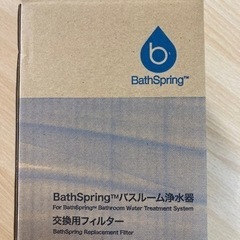 b
BathSpring™
BathSpring™バスルーム浄水器
For BathSpring™ Bathroom Water Treatment System
交換用フィルター
BathSpring Replacement Filter